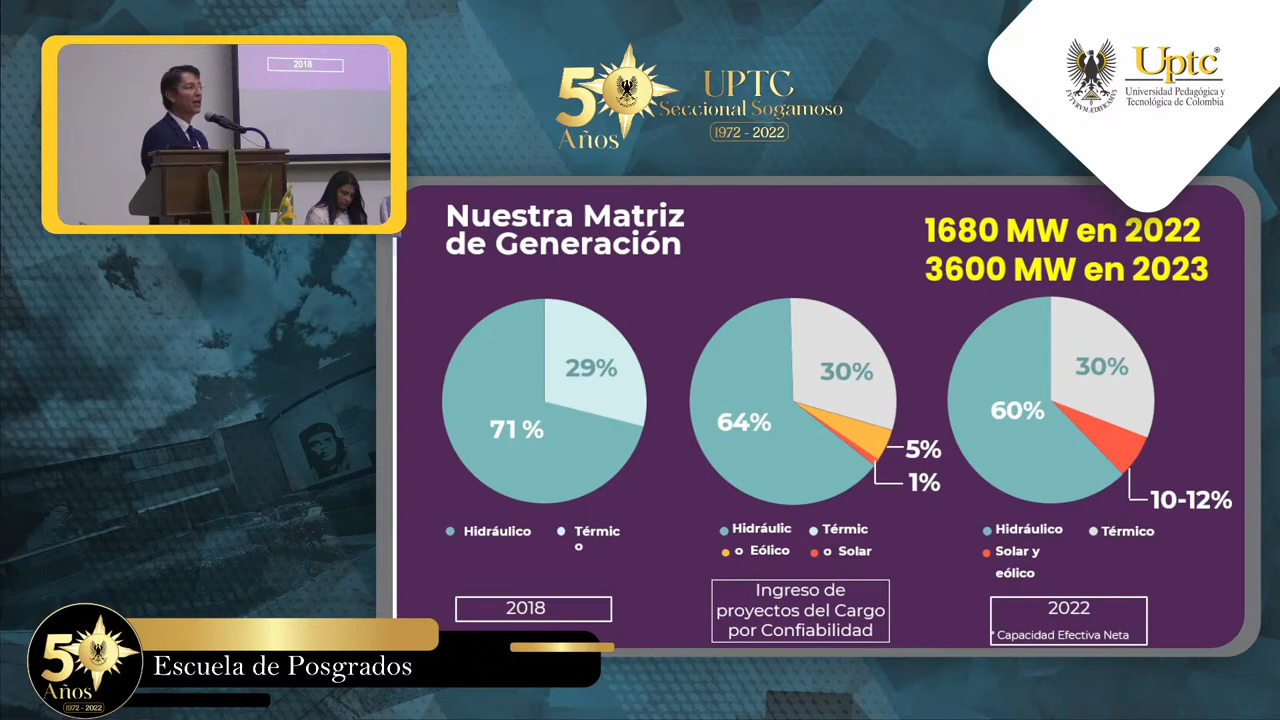 2018
50
Años
UPTC
Seccional Sogamoso
1972 - 2022
Uptc®
Universidad Pedagógica y
Tecnológica de Colombia
Nuestra Matriz
de Generación
1680 MW en 2022
3600 MW en 2023
29%
71 %
30%
64%
5%
1%
30%
60%
10-12%
Hidráulico
Térmic
o
Hidráulic
Térmic
o Eólico
o Solar
Hidráulico
Térmico
Solar y
eólico
2018
Ingreso de
proyectos del Cargo
por Confiabilidad
2022
* Capacidad Efectiva Neta
50
Años
1972 - 2022
Escuela de Posgrados